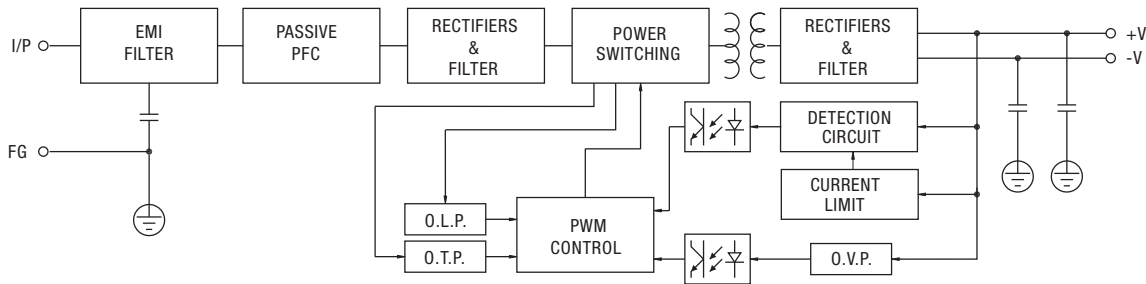 I/P
EMI
FILTER
PASSIVE
PFC
RECTIFIERS
&
FILTER
POWER
SWITCHING
RECTIFIERS
&
FILTER
+V
-V
DETECTION
CIRCUIT
FG
CURRENT
LIMIT
O.L.P.
PWM
CONTROL
O.T.P.
O.V.P.